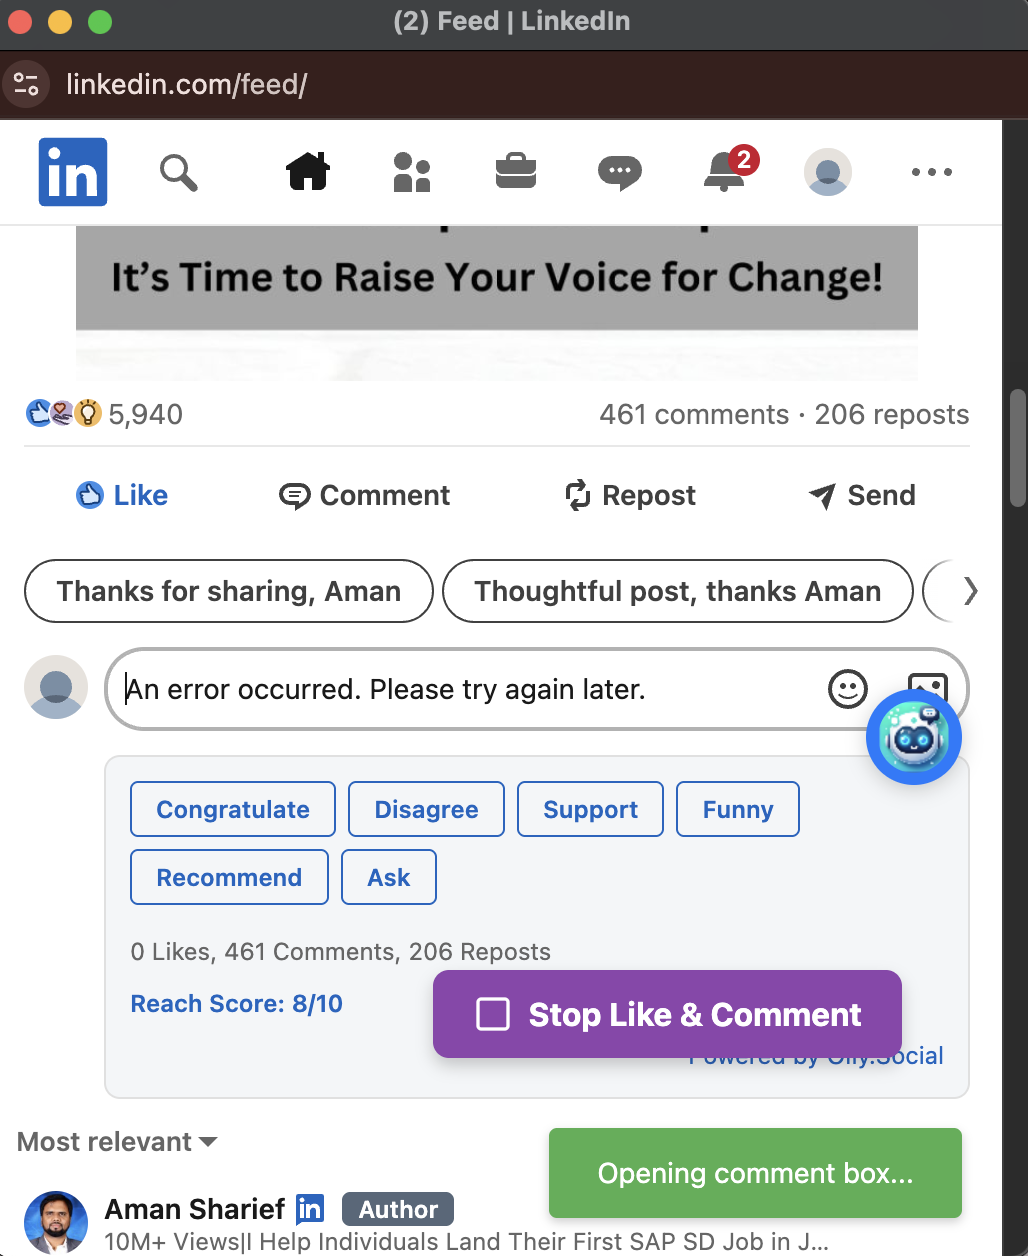 (2) Feed | LinkedIn
linkedin.com/feed/
in
2
It's Time to Raise Your Voice for Change!
5,940
461 comments · 206 reposts
Like
Comment
Repost
Send
Thanks for sharing, Aman
Thoughtful post, thanks Aman
An error occurred. Please try again later.
Congratulate
Disagree
Support
Funny
Recommend
Ask
0 Likes, 461 Comments, 206 Reposts
Reach Score: 8/10
Stop Like & Comment
Powered by Olly.Social
Most relevant
Opening comment box...
Aman Sharief in Author
10M+ Views|I Help Individuals Land Their First SAP SD Job in J...